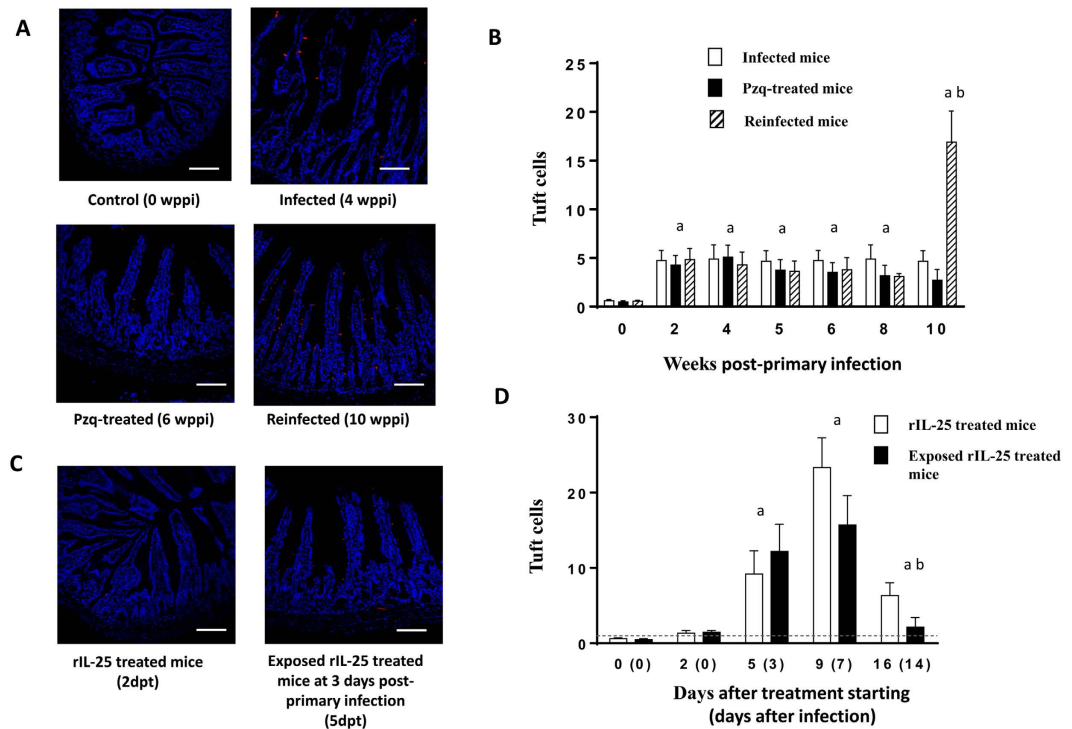 A
Control (0 wppi)
Infected (4 wppi)
Pzq-treated (6 wppi)
Reinfected (10 wppi)
B
Infected mice
Pzq-treated mice
Reinfected mice
25
20
15
10
5
0
Tuft cells
a
a
a
a
a
a b
0
2
4
5
6
8
10
Weeks post-primary infection
C
rIL-25 treated mice
(2dpt)
Exposed rIL-25 treated
mice at 3 days post-
primary infection
(5dpt)
D
rIL-25 treated mice
Exposed rIL-25 treated
mice
30
20
10
0
Tuft cells
a
a
a b
0 (0)
2 (0)
5 (3)
9 (7)
16 (14)
Days after treatment starting
(days after infection)